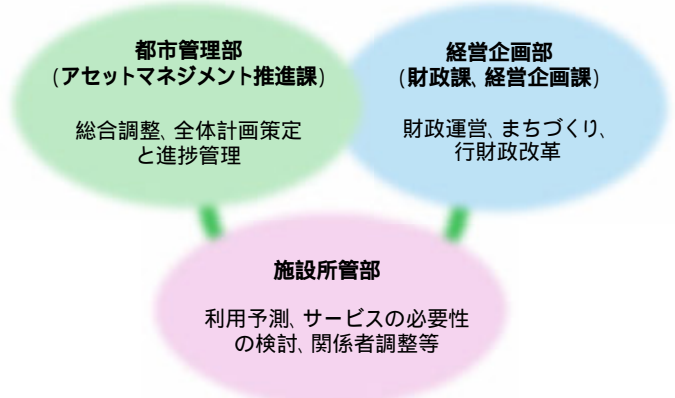 都市管理部
(アセットマネジメント推進課)
総合調整、全体計画策定
と進捗管理
経営企画部
(財政課、経営企画課)
財政運営、まちづくり、
行財政改革
施設所管部
利用予測、サービスの必要性
の検討、関係者調整等